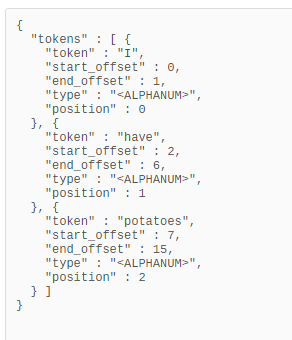 {
  "tokens" : [ {
    "token" : "I",
    "start_offset" : 0,
    "end_offset" : 1,
    "type" : "<ALPHANUM>",
    "position" : 0
  }, {
    "token" : "have",
    "start_offset" : 2,
    "end_offset" : 6,
    "type" : "<ALPHANUM>",
    "position" : 1
  }, {
    "token" : "potatoes",
    "start_offset" : 7,
    "end_offset" : 15,
    "type" : "<ALPHANUM>",
    "position" : 2
  } ]
}